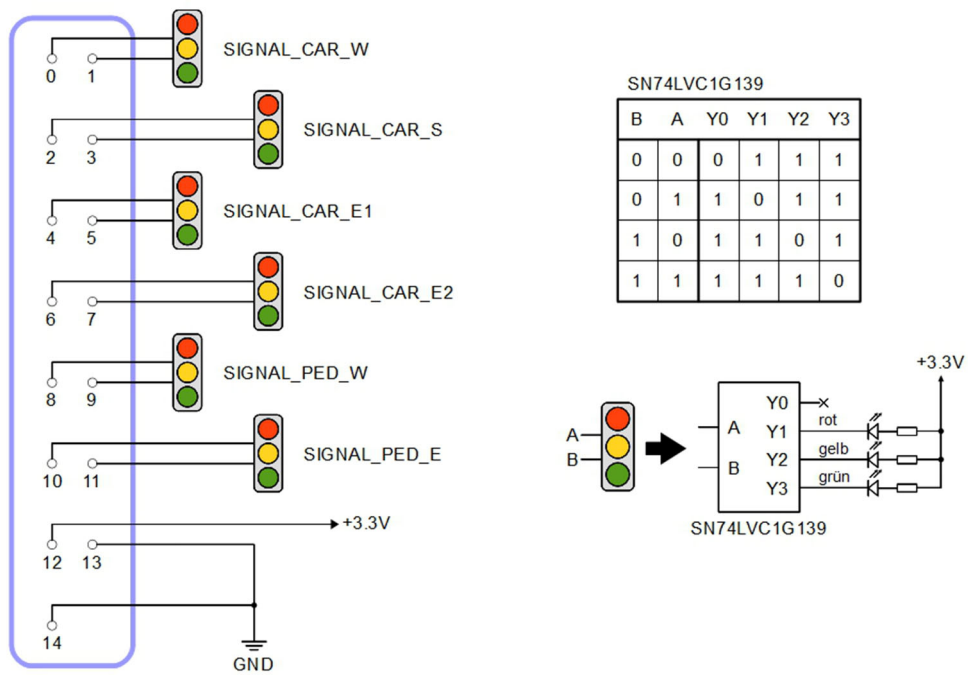 SIGNAL_CAR_W
0 1
SIGNAL_CAR_S
2 3
SIGNAL_CAR_E1
4 5
SIGNAL_CAR_E2
6 7
SIGNAL_PED_W
8 9
SIGNAL_PED_E
10 11
+3.3V
12 13
14
GND
SN74LVC1G139
B A Y0 Y1 Y2 Y3
0 0 0 1 1 1
0 1 1 0 1 1
1 0 1 1 0 1
1 1 1 1 1 0
+3.3V
A
B
A
B
Y0
rot
Y1
gelb
Y2
grün
Y3
SN74LVC1G139